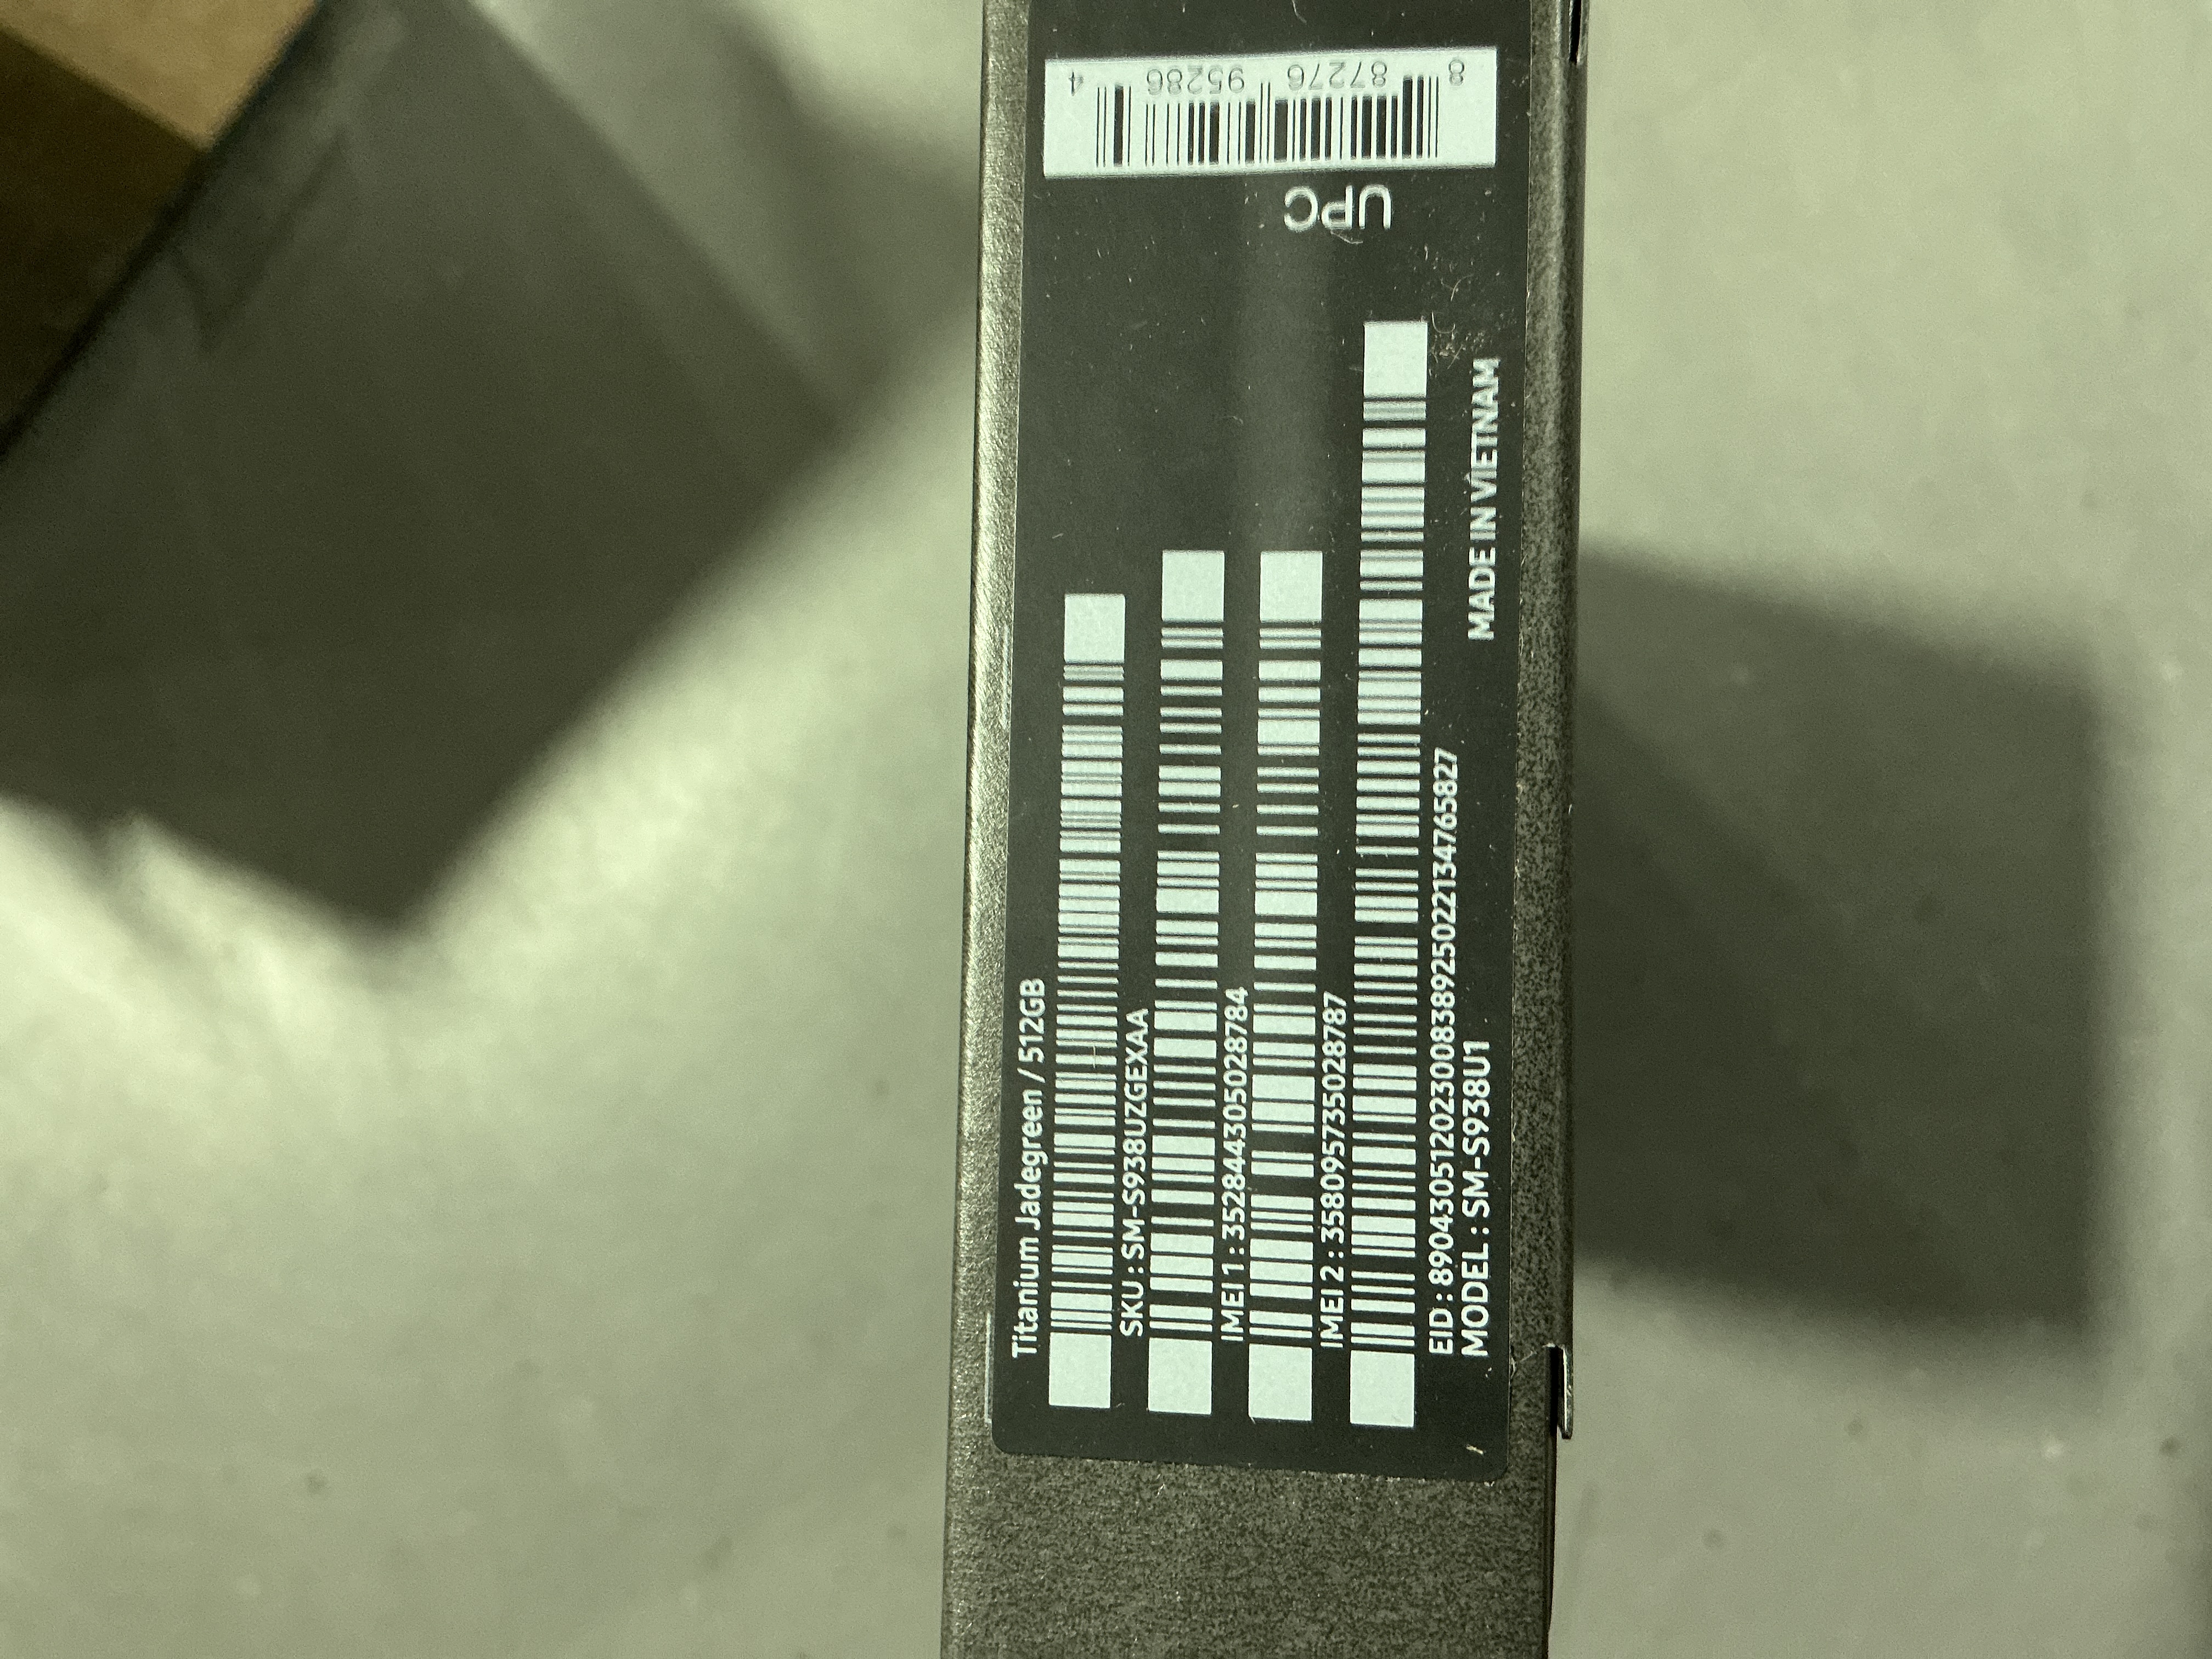 Titanium Jadegreen / 512GB
SKU : SM-S938UZGEXAA
IMEI 1 : 352844305028784
IMEI 2 : 358095735028787
EID : 89043051202300838925022134765827
MODEL : SM-S938U1
MADE IN VIETNAM
UPC
8 87276 95286 4